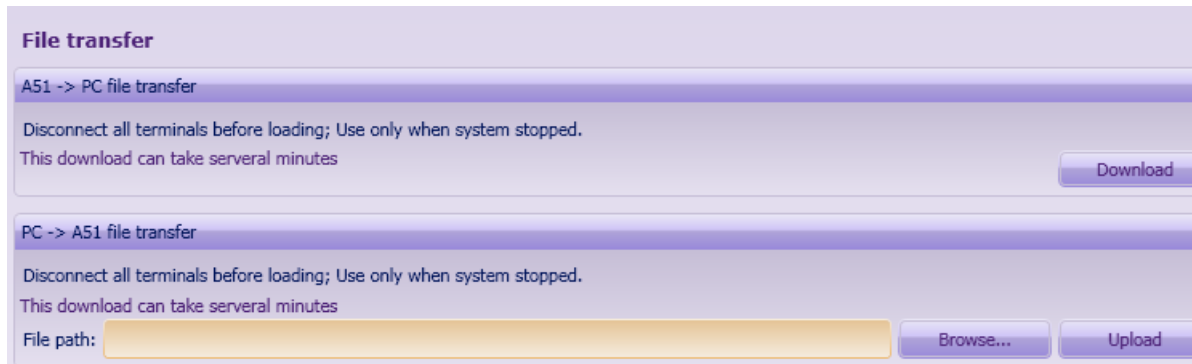 File transfer
A51 -> PC file transfer
Disconnect all terminals before loading; Use only when system stopped.
This download can take serveral minutes
Download
PC -> A51 file transfer
Disconnect all terminals before loading; Use only when system stopped.
This download can take serveral minutes
File path: Browse... Upload